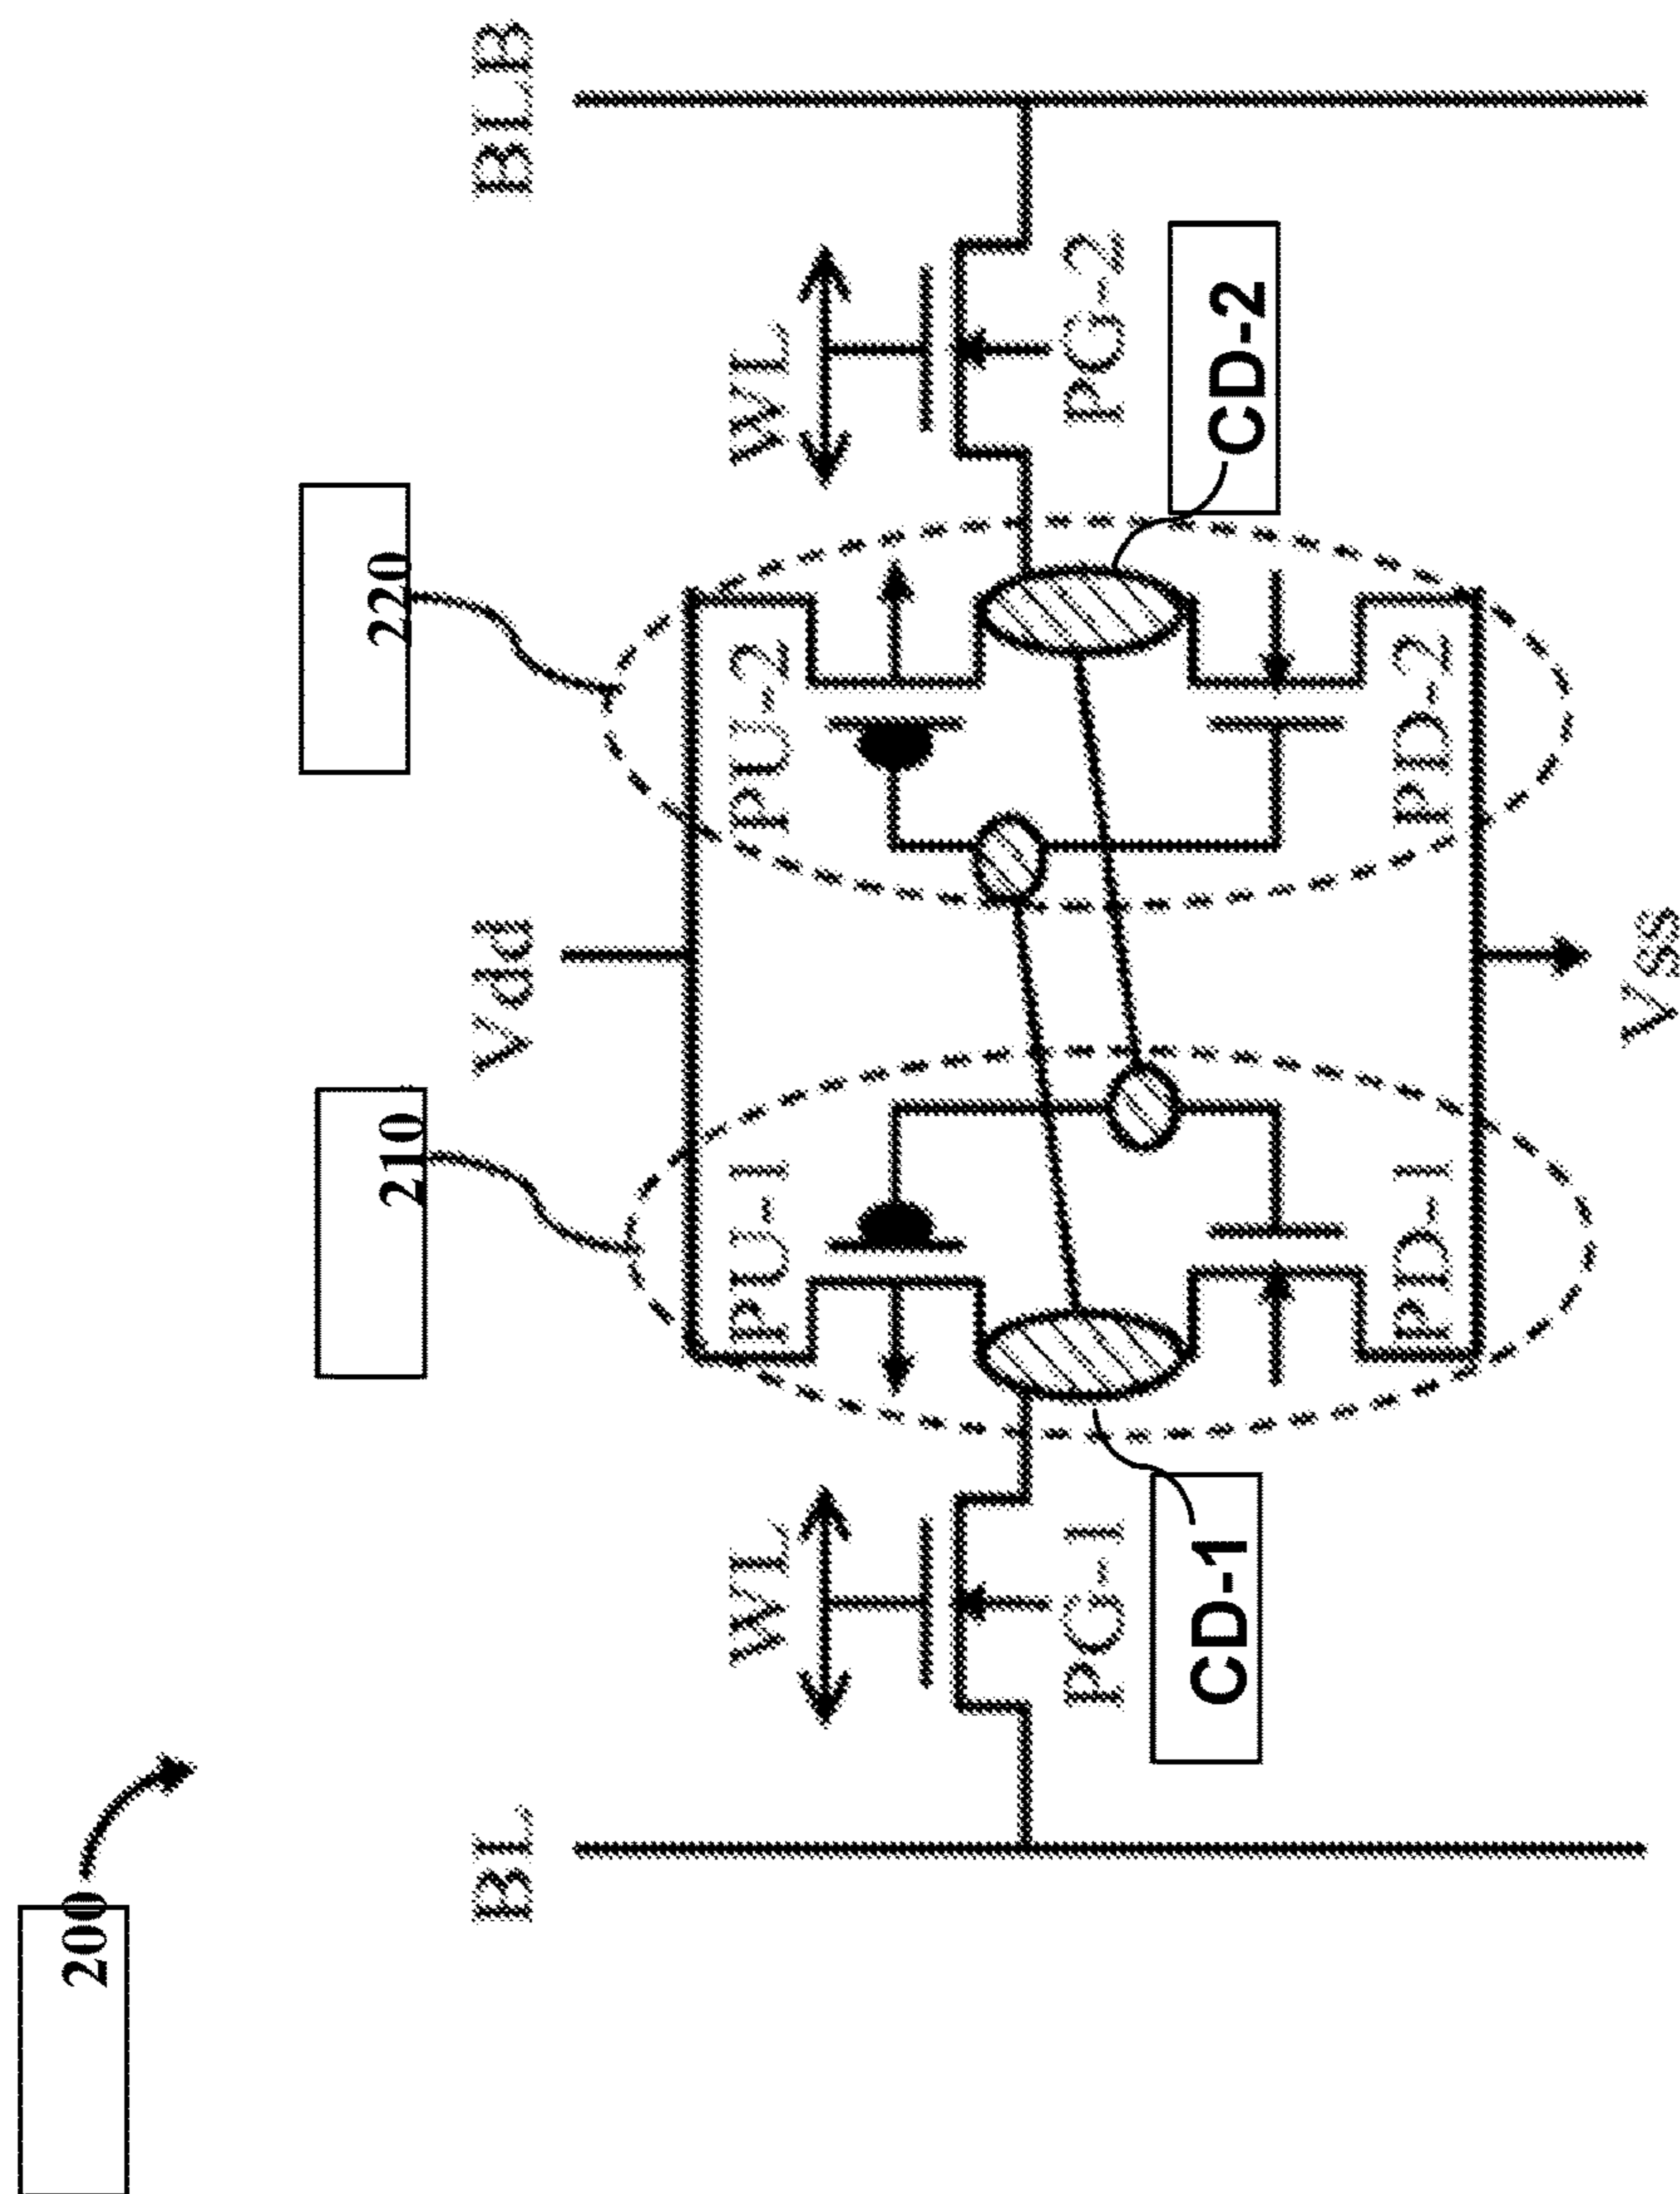 200
210
220
BL
Vdd
BLB
WL
PU-1
PU-2
WL
PG-1
PG-2
CD-1
CD-2
PD-1
PD-2
Vss